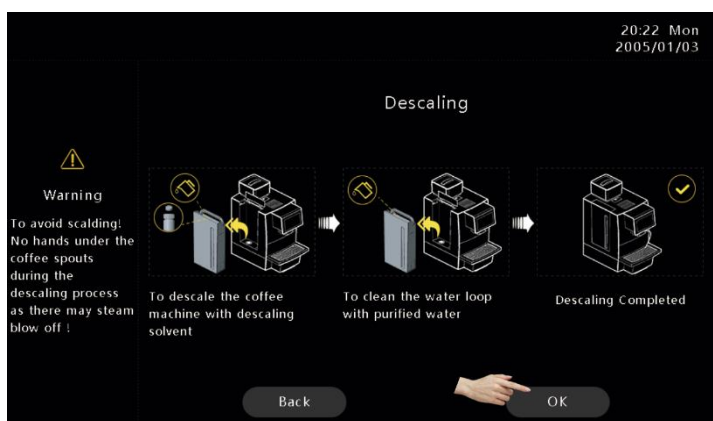 20:22 Mon
2005/01/03
Descaling
Warning
To avoid scalding!
No hands under the
coffee spouts
during the
descaling process
as there may steam
blow off !
To descale the coffee
machine with descaling
solvent
To clean the water loop
with purified water
Descaling Completed
Back
OK